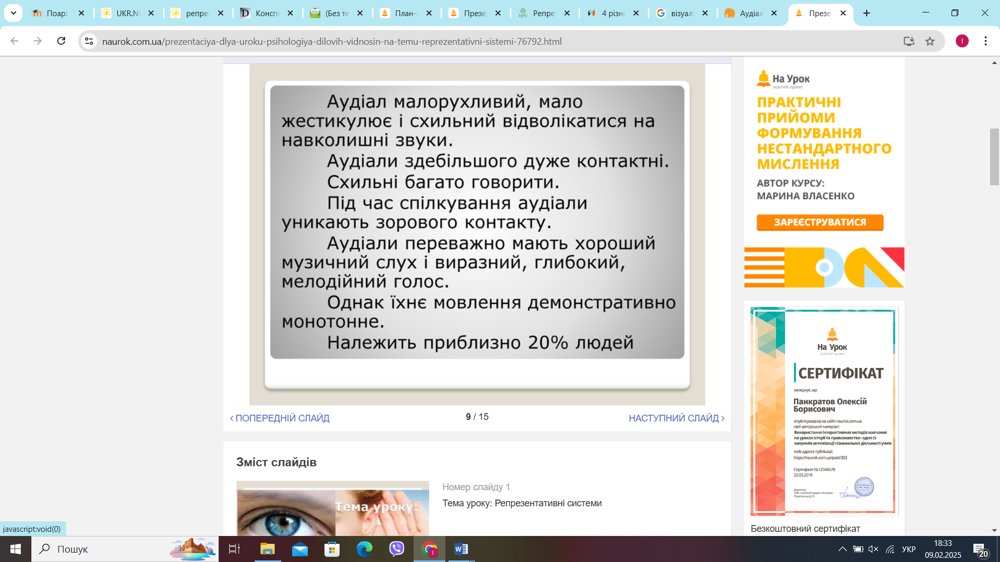 Поар:
UKR.NE
репрез
Консп
(Без те
План-к
Презе
Репрез
4 різні
візуал
Аудіал
Презен
naurok.com.ua/prezentaciya-dlya-uroku-psihologiya-dilovih-vidnosin-na-temu-reprezentativni-sistemi-76792.html
Аудіал малорухливий, мало
жестикулює і схильний відволікатися на
навколишні звуки.
Аудіали здебільшого дуже контактні.
Схильні багато говорити.
Під час спілкування аудіали
уникають зорового контакту.
Аудіали переважно мають хороший
музичний слух і виразний, глибокий,
мелодійний голос.
Однак їхнє мовлення демонстративно
монотонне.
Належить приблизно 20% людей
‹ ПОПЕРЕДНІЙ СЛАЙД
9 / 15
НАСТУПНИЙ СЛАЙД ›
Зміст слайдів
Тема уроку:
Номер слайду 1
Тема уроку: Репрезентативні системи
На Урок
освітній проект
ПРАКТИЧНІ
ПРИЙОМИ
ФОРМУВАННЯ
НЕСТАНДАРТНОГО
МИСЛЕННЯ
АВТОР КУРСУ:
МАРИНА ВЛАСЕНКО
ЗАРЕЄСТРУВАТИСЯ
На Урок
освітній проект
СЕРТИФІКАТ
засвідчує, що
Панкратов Олексій
Борисович
опублікував(ла) на сайті naurok.com.ua
свій авторський матеріал:
Використання інтерактивних методів навчання
на уроках історії та правознавства– один із
напрямів активізації пізнавальної діяльності учнів
web-адреса публікації:
https://naurok.com.ua/publ/333
Сертифікат № 12345678
20.03.2018
Директор
ТОВ «Освітній проект «На Урок»
Безкоштовний сертифікат
javascript:void(0)
Пошук
УКР
18:33
09.02.2025
20